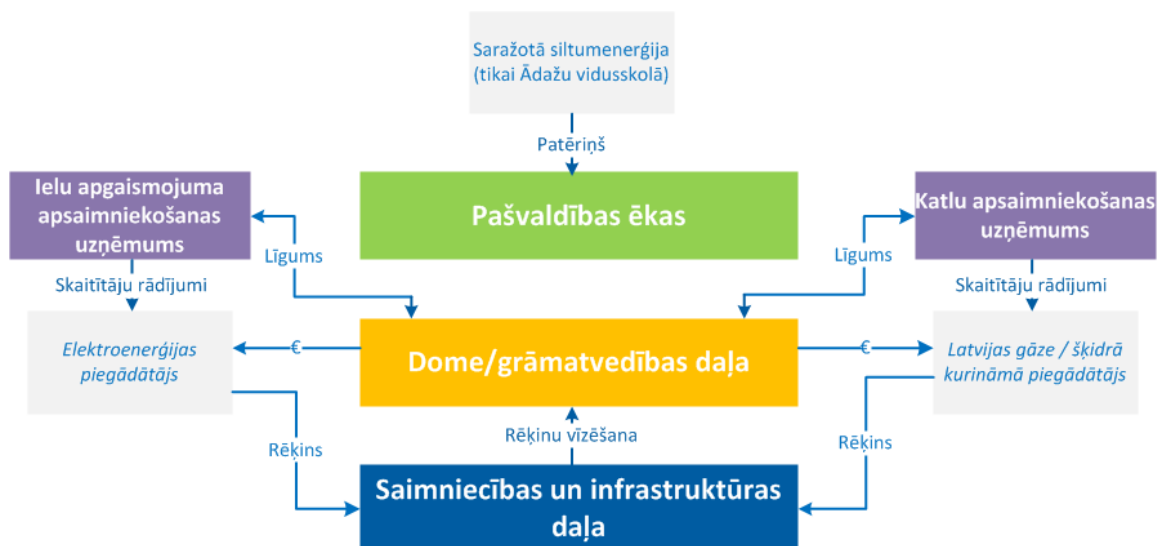 Saražotā siltumenerģija
(tikai Ādažu vidusskolā)
Patēriņš
Ielu apgaismojuma
apsaimniekošanas
uzņēmums
Pašvaldības ēkas
Katlu apsaimniekošanas
uzņēmums
Līgums
Līgums
Skaitītāju rādījumi
Skaitītāju rādījumi
Elektroenerģijas
piegādātājs
€
Dome/grāmatvedības daļa
€
Latvijas gāze / šķidrā
kurināmā piegādātājs
Rēķins
Rēķinu vīzēšana
Rēķins
Saimniecības un infrastruktūras
daļa